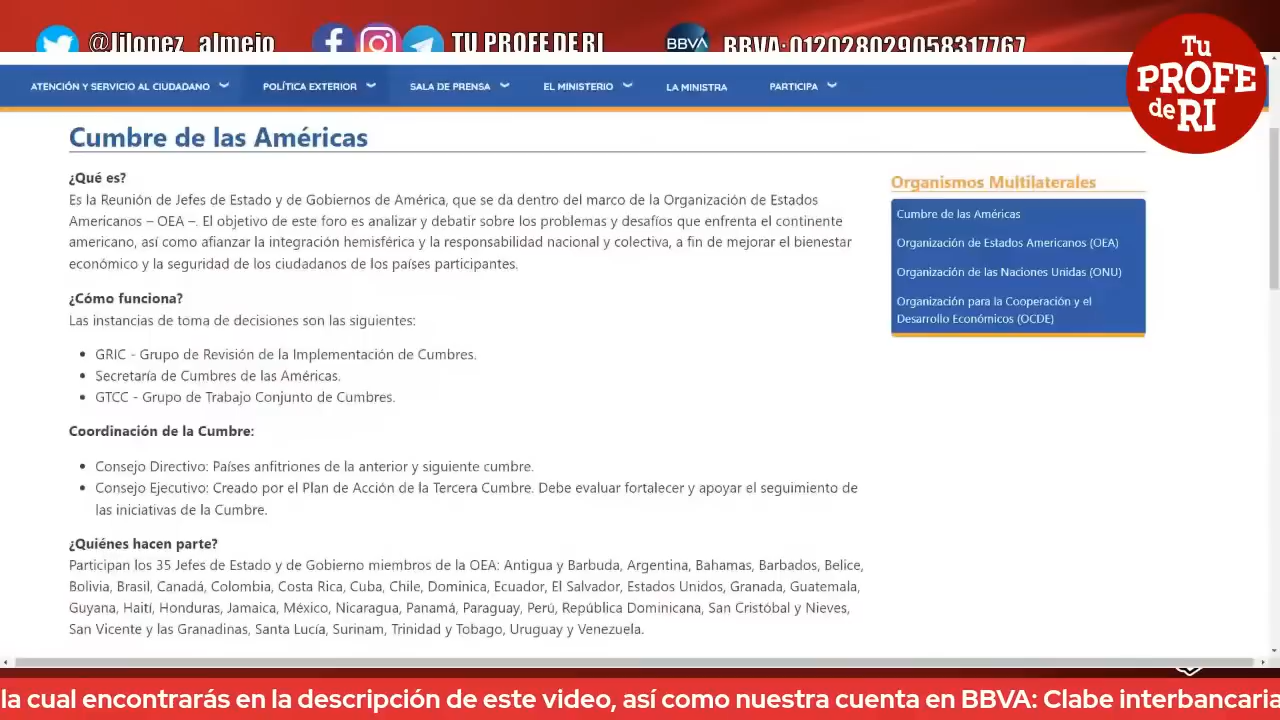 @jjlopez_almejo
TU PROFE DE RI
BBVA
BBVA: 012028029058317767
Tu
PROFE
de RI
ATENCIÓN Y SERVICIO AL CIUDADANO
POLÍTICA EXTERIOR
SALA DE PRENSA
EL MINISTERIO
LA MINISTRA
PARTICIPA
Cumbre de las Américas
¿Qué es?
Es la Reunión de Jefes de Estado y de Gobiernos de América, que se da dentro del marco de la Organización de Estados
Americanos – OEA –. El objetivo de este foro es analizar y debatir sobre los problemas y desafíos que enfrenta el continente
americano, así como afianzar la integración hemisférica y la responsabilidad nacional y colectiva, a fin de mejorar el bienestar
económico y la seguridad de los ciudadanos de los países participantes.
¿Cómo funciona?
Las instancias de toma de decisiones son las siguientes:
GRIC - Grupo de Revisión de la Implementación de Cumbres.
Secretaría de Cumbres de las Américas.
GTCC - Grupo de Trabajo Conjunto de Cumbres.
Coordinación de la Cumbre:
Consejo Directivo: Países anfitriones de la anterior y siguiente cumbre.
Consejo Ejecutivo: Creado por el Plan de Acción de la Tercera Cumbre. Debe evaluar fortalecer y apoyar el seguimiento de
las iniciativas de la Cumbre.
¿Quiénes hacen parte?
Participan los 35 Jefes de Estado y de Gobierno miembros de la OEA: Antigua y Barbuda, Argentina, Bahamas, Barbados, Belice,
Bolivia, Brasil, Canadá, Colombia, Costa Rica, Cuba, Chile, Dominica, Ecuador, El Salvador, Estados Unidos, Granada, Guatemala,
Guyana, Haití, Honduras, Jamaica, México, Nicaragua, Panamá, Paraguay, Perú, República Dominicana, San Cristóbal y Nieves,
San Vicente y las Granadinas, Santa Lucía, Surinam, Trinidad y Tobago, Uruguay y Venezuela.
Organismos Multilaterales
Cumbre de las Américas
Organización de Estados Americanos (OEA)
Organización de las Naciones Unidas (ONU)
Organización para la Cooperación y el
Desarrollo Económicos (OCDE)
la cual encontrarás en la descripción de este video, así como nuestra cuenta en BBVA: Clabe interbancaria